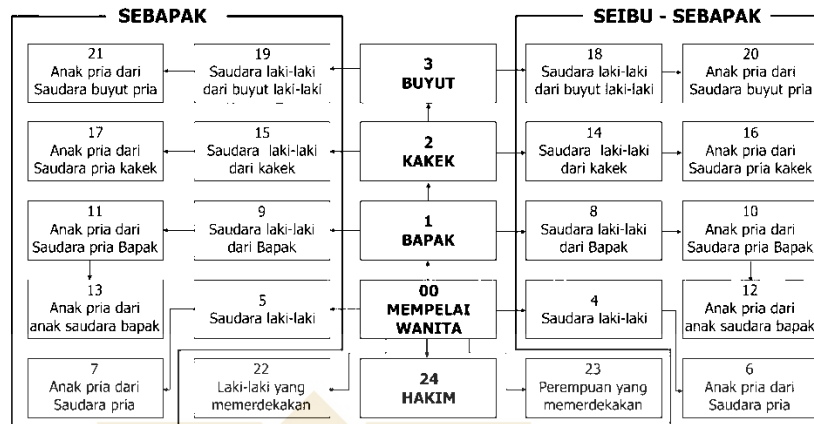 SEBAPAK
SEIBU - SEBAPAK
21
Anak pria dari
Saudara buyut pria
19
Saudara laki-laki
dari buyut laki-laki
3
BUYUT
18
Saudara laki-laki
dari buyut laki-laki
20
Anak pria dari
Saudara buyut pria
17
Anak pria dari
Saudara pria kakek
15
Saudara laki-laki
dari kakek
2
KAKEK
14
Saudara laki-laki
dari kakek
16
Anak pria dari
Saudara pria kakek
11
Anak pria dari
Saudara pria Bapak
9
Saudara laki-laki
dari Bapak
1
BAPAK
8
Saudara laki-laki
dari Bapak
10
Anak pria dari
Saudara pria Bapak
13
Anak pria dari
anak saudara bapak
5
Saudara laki-laki
00
MEMPELAI
WANITA
4
Saudara laki-laki
12
Anak pria dari
anak saudara bapak
7
Anak pria dari
Saudara pria
22
Laki-laki yang
memerdekakan
24
HAKIM
23
Perempuan yang
memerdekakan
6
Anak pria dari
Saudara pria